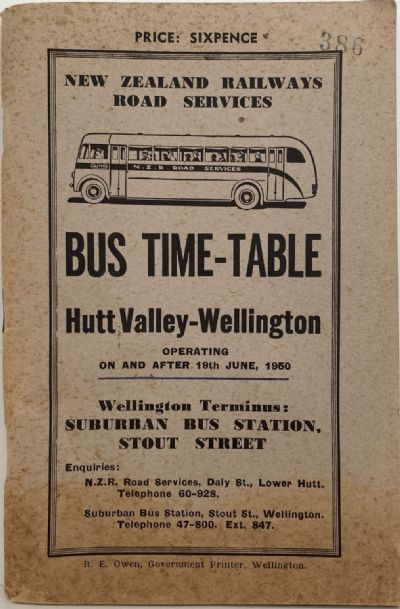 PRICE: SIXPENCE
386
NEW ZEALAND RAILWAYS
ROAD SERVICES
N.Z.R. ROAD SERVICES
BUS TIME-TABLE
Hutt Valley-Wellington
OPERATING
ON AND AFTER 19th JUNE, 1950
Wellington Terminus:
SUBURBAN BUS STATION,
STOUT STREET
Enquiries:
N.Z.R. Road Services, Daly St., Lower Hutt.
Telephone 60-928.
Suburban Bus Station, Stout St., Wellington.
Telephone 47-800. Ext. 847.
R. E. Owen, Government Printer, Wellington.